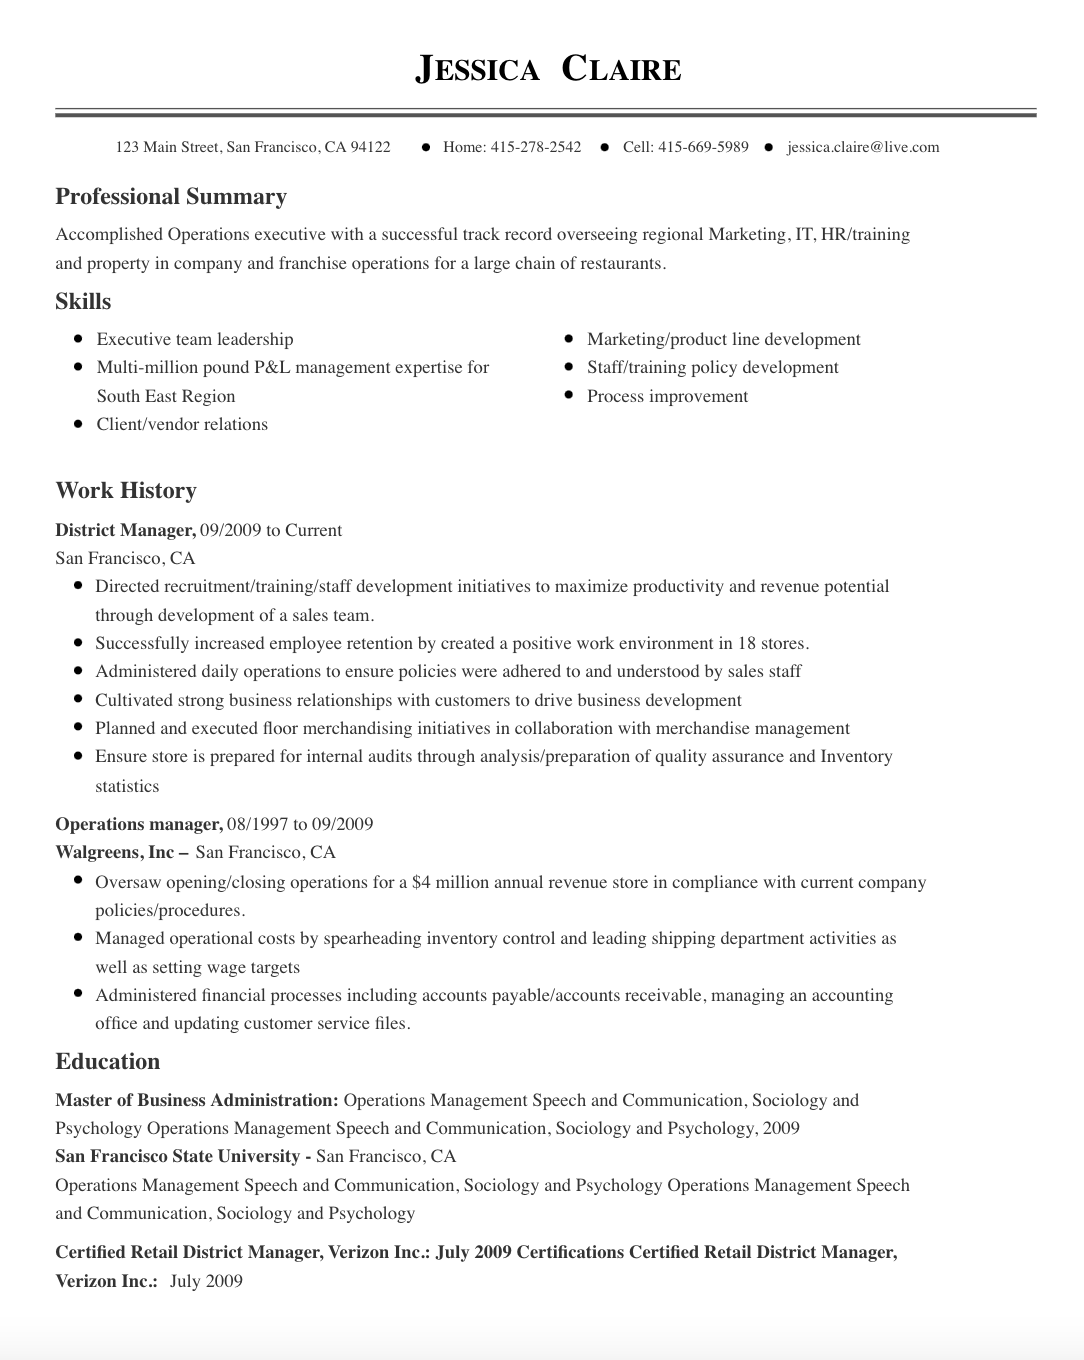 Jessica Claire
123 Main Street, San Francisco, CA 94122 ● Home: 415-278-2542 ● Cell: 415-669-5989 ● jessica.claire@live.com
Professional Summary
Accomplished Operations executive with a successful track record overseeing regional Marketing, IT, HR/training
and property in company and franchise operations for a large chain of restaurants.
Skills
● Executive team leadership
● Multi-million pound P&L management expertise for
South East Region
● Client/vendor relations
● Marketing/product line development
● Staff/training policy development
● Process improvement
Work History
District Manager, 09/2009 to Current
San Francisco, CA
● Directed recruitment/training/staff development initiatives to maximize productivity and revenue potential
through development of a sales team.
● Successfully increased employee retention by created a positive work environment in 18 stores.
● Administered daily operations to ensure policies were adhered to and understood by sales staff
● Cultivated strong business relationships with customers to drive business development
● Planned and executed floor merchandising initiatives in collaboration with merchandise management
● Ensure store is prepared for internal audits through analysis/preparation of quality assurance and Inventory
statistics
Operations manager, 08/1997 to 09/2009
Walgreens, Inc – San Francisco, CA
● Oversaw opening/closing operations for a $4 million annual revenue store in compliance with current company
policies/procedures.
● Managed operational costs by spearheading inventory control and leading shipping department activities as
well as setting wage targets
● Administered financial processes including accounts payable/accounts receivable, managing an accounting
office and updating customer service files.
Education
Master of Business Administration: Operations Management Speech and Communication, Sociology and
Psychology Operations Management Speech and Communication, Sociology and Psychology, 2009
San Francisco State University - San Francisco, CA
Operations Management Speech and Communication, Sociology and Psychology Operations Management Speech
and Communication, Sociology and Psychology
Certified Retail District Manager, Verizon Inc.: July 2009 Certifications Certified Retail District Manager,
Verizon Inc.: July 2009